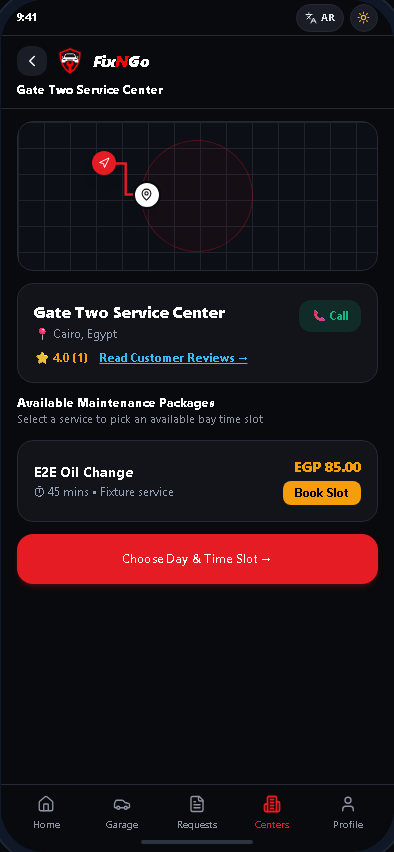 9:41
AR
FixNGo
Gate Two Service Center
Gate Two Service Center
Call
Cairo, Egypt
4.0 (1) Read Customer Reviews →
Available Maintenance Packages
Select a service to pick an available bay time slot
E2E Oil Change
EGP 85.00
45 mins • Fixture service
Book Slot
Choose Day & Time Slot →
Home
Garage
Requests
Centers
Profile